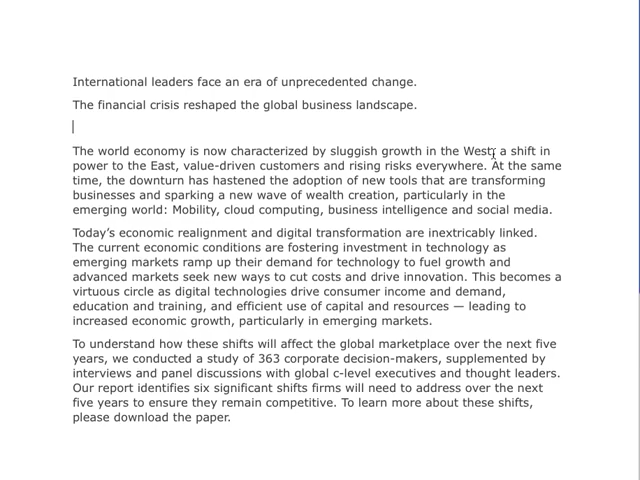 International leaders face an era of unprecedented change.
The financial crisis reshaped the global business landscape.
The world economy is now characterized by sluggish growth in the West, a shift in
power to the East, value-driven customers and rising risks everywhere. At the same
time, the downturn has hastened the adoption of new tools that are transforming
businesses and sparking a new wave of wealth creation, particularly in the
emerging world: Mobility, cloud computing, business intelligence and social media.
Today’s economic realignment and digital transformation are inextricably linked.
The current economic conditions are fostering investment in technology as
emerging markets ramp up their demand for technology to fuel growth and
advanced markets seek new ways to cut costs and drive innovation. This becomes a
virtuous circle as digital technologies drive consumer income and demand,
education and training, and efficient use of capital and resources — leading to
increased economic growth, particularly in emerging markets.
To understand how these shifts will affect the global marketplace over the next five
years, we conducted a study of 363 corporate decision-makers, supplemented by
interviews and panel discussions with global c-level executives and thought leaders.
Our report identifies six significant shifts firms will need to address over the next
five years to ensure they remain competitive. To learn more about these shifts,
please download the paper.